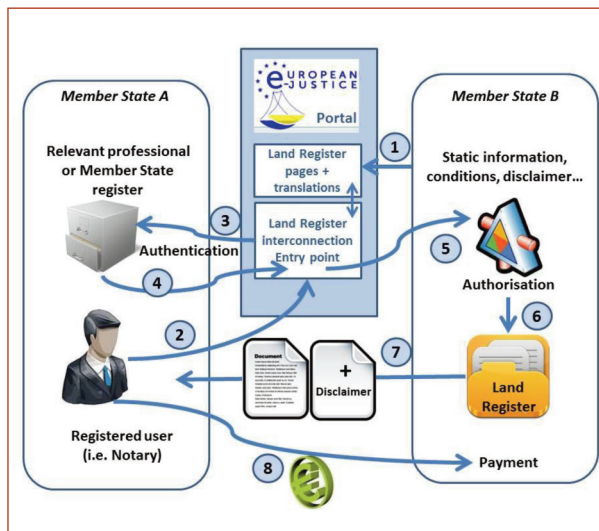 EUROPEAN
e-JUSTICE
Portal
Member State A
Member State B
Relevant professional
or Member State
register
Land Register
pages +
translations
1
Static information,
conditions, disclaimer…
3
Authentication
Land Register
interconnection
Entry point
4
5
Authorisation
2
6
7
Document
+
Disclaimer
Land
Register
Registered user
(i.e. Notary)
8
Payment